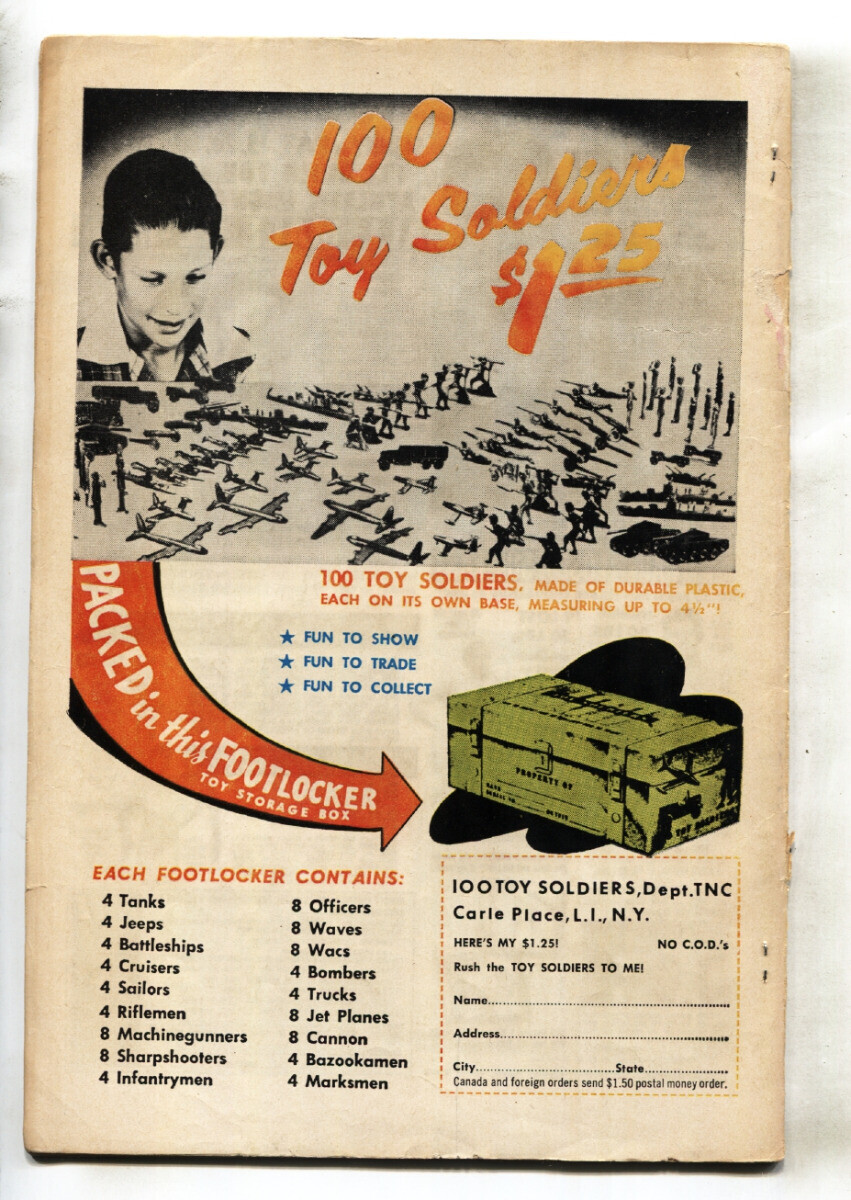 100
Toy Soldiers
$1.25
100 TOY SOLDIERS, MADE OF DURABLE PLASTIC,
EACH ON ITS OWN BASE, MEASURING UP TO 4½"!
★ FUN TO SHOW
★ FUN TO TRADE
★ FUN TO COLLECT
PACKED in this FOOTLOCKER
TOY STORAGE BOX
PROPERTY OF
TOY SOLDIERS
EACH FOOTLOCKER CONTAINS:
4 Tanks
4 Jeeps
4 Battleships
4 Cruisers
4 Sailors
4 Riflemen
8 Machinegunners
8 Sharpshooters
4 Infantrymen
8 Officers
8 Waves
8 Wacs
4 Bombers
4 Trucks
8 Jet Planes
8 Cannon
4 Bazookamen
4 Marksmen
100 TOY SOLDIERS, Dept. TNC
Carle Place, L.I., N.Y.
HERE'S MY $1.25! NO C.O.D.'s
Rush the TOY SOLDIERS TO ME!
Name
Address
City State
Canada and foreign orders send $1.50 postal money order.